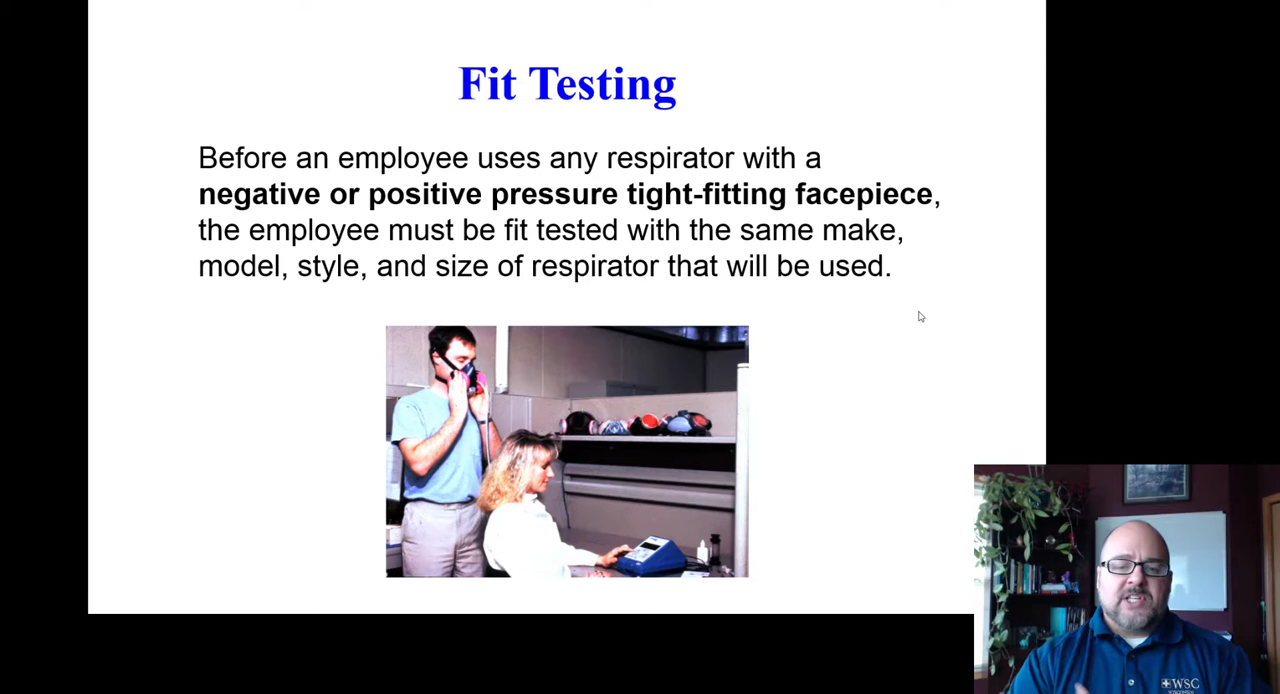 Fit Testing
Before an employee uses any respirator with a
negative or positive pressure tight-fitting facepiece,
the employee must be fit tested with the same make,
model, style, and size of respirator that will be used.
WSC